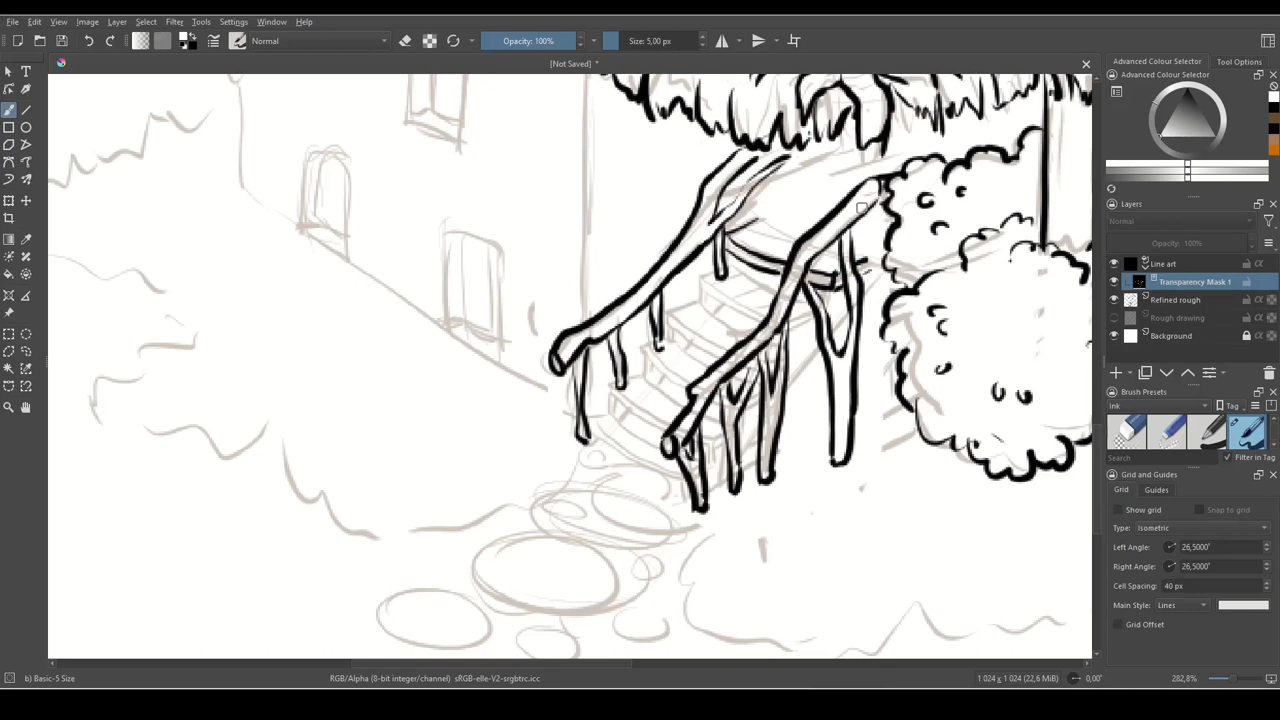 File Edit View Image Layer Select Filter Tools Settings Window Help
Normal Opacity: 100% Size: 5,00 px
[Not Saved] *
Advanced Colour Selector Tool Options
Advanced Colour Selector
Layers
Normal
Opacity: 100%
Line art
Transparency Mask 1
Refined rough
Rough drawing
Background
Brush Presets
Ink Tag
Search Filter in Tag
Grid and Guides
Grid Guides
Show grid Snap to grid
Type: Isometric
Left Angle: 26,5000°
Right Angle: 26,5000°
Cell Spacing: 40 px
Main Style: Lines
Grid Offset
b) Basic-5 Size RGB/Alpha (8-bit integer/channel) sRGB-elle-V2-srgbtrc.icc 1 024 x 1 024 (22,6 MiB) 0,00° 282,8%